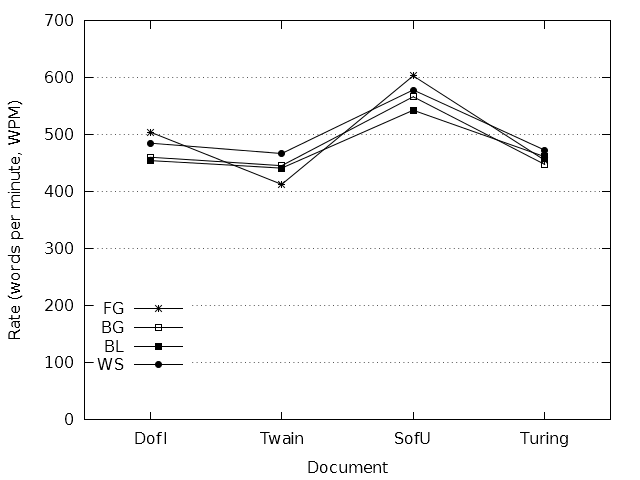 700
600
500
400
300
200
100
0
Rate (words per minute, WPM)
FG
BG
BL
WS
DofI Twain SofU Turing
Document